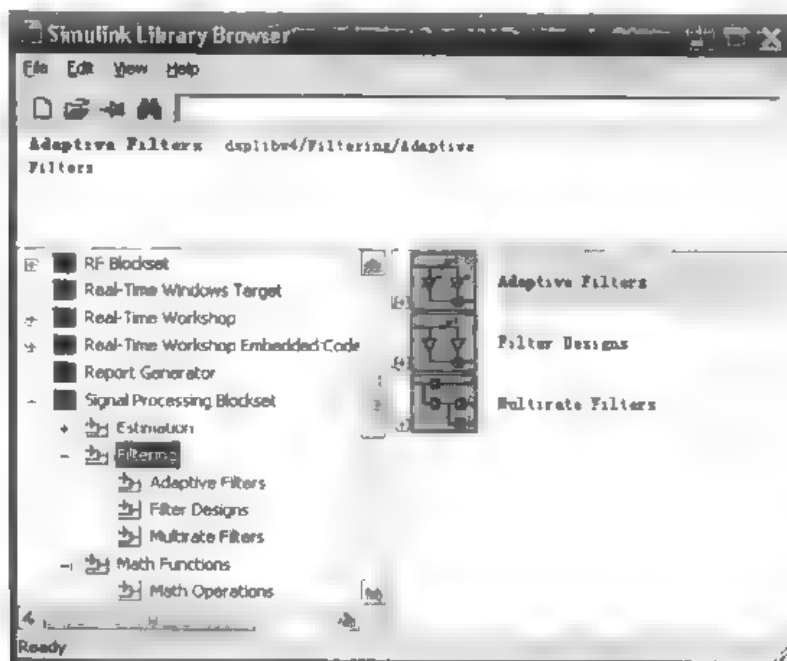 Simulink Library Browser
File Edit View Help
Adaptive Filters dsplibv4/Filtering/Adaptive
Filters
RF Blockset
Real-Time Windows Target
Real-Time Workshop
Real-Time Workshop Embedded Code
Report Generator
Signal Processing Blockset
Estimation
Filtering
Adaptive Filters
Filter Designs
Multirate Filters
Math Functions
Math Operations
Adaptive Filters
Filter Designs
Multirate Filters
Ready